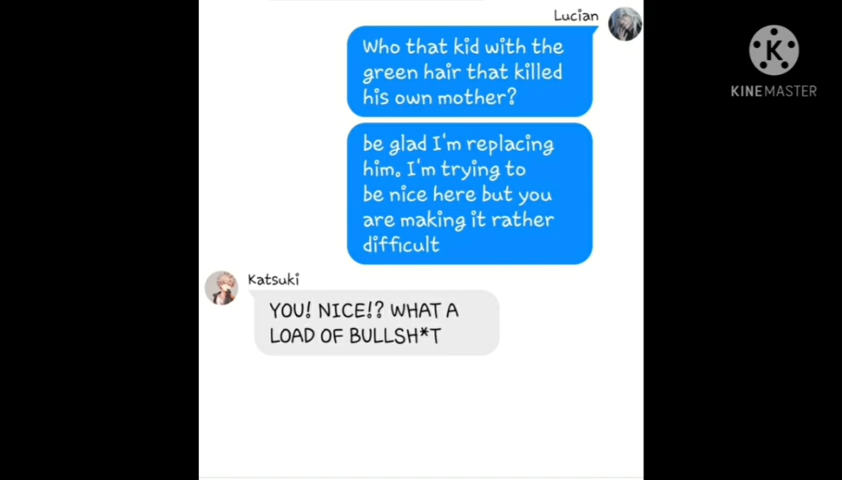 Lucian
Who that kid with the
green hair that killed
his own mother?
be glad I'm replacing
him. I'm trying to
be nice here but you
are making it rather
difficult
Katsuki
YOU! NICE!? WHAT A
LOAD OF BULLSH*T
K
KINEMASTER